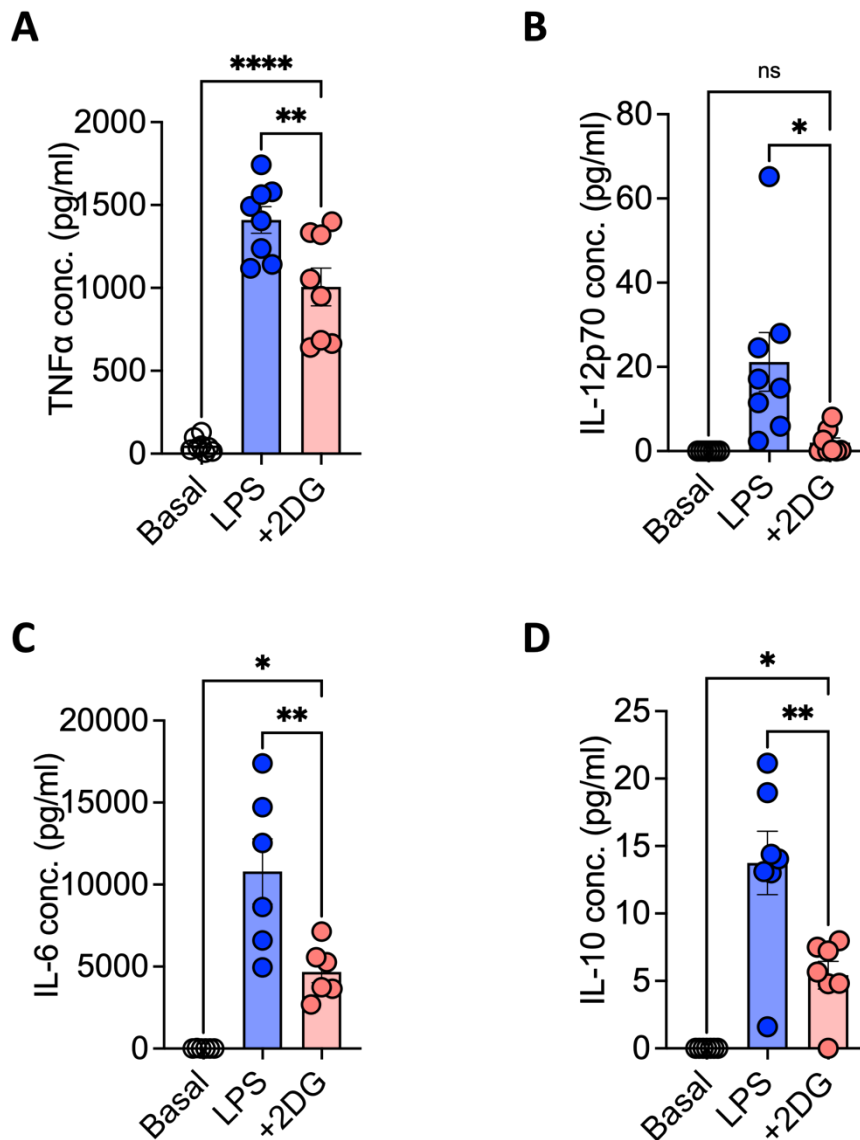 A
****
**
TNFα conc. (pg/ml)
2000
1500
1000
500
0
Basal
LPS
+2DG
B
ns
*
IL-12p70 conc. (pg/ml)
80
60
40
20
0
Basal
LPS
+2DG
C
*
**
IL-6 conc. (pg/ml)
20000
15000
10000
5000
0
Basal
LPS
+2DG
D
*
**
IL-10 conc. (pg/ml)
25
20
15
10
5
0
Basal
LPS
+2DG